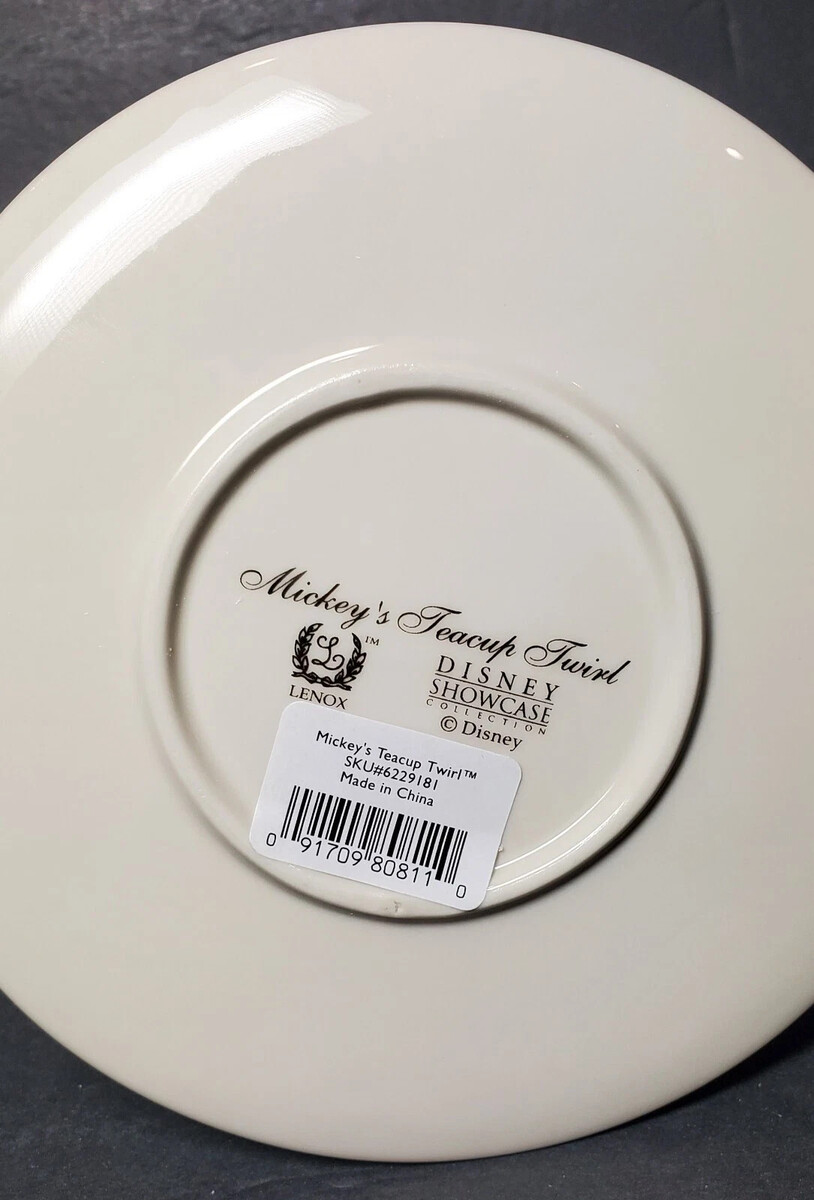 Mickey's Teacup Twirl
L™
LENOX
DISNEY
SHOWCASE
COLLECTION
© Disney
Mickey's Teacup Twirl™
SKU#6229181
Made in China
0 91709 80811 0